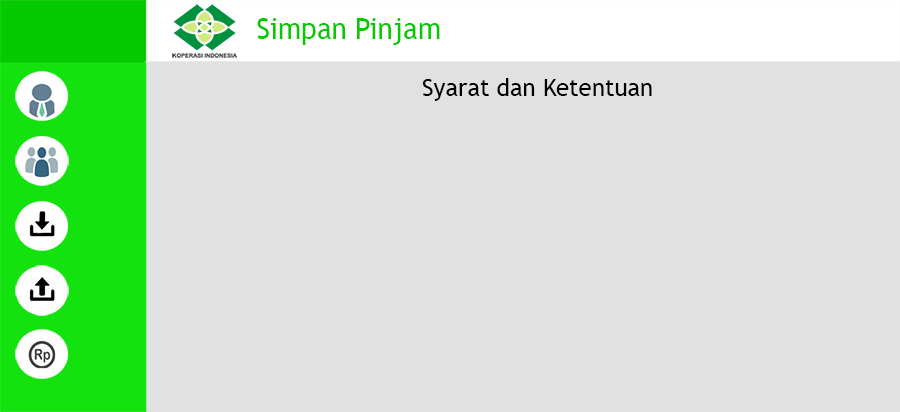 KOPERASI INDONESIA
Simpan Pinjam
Syarat dan Ketentuan
Rp